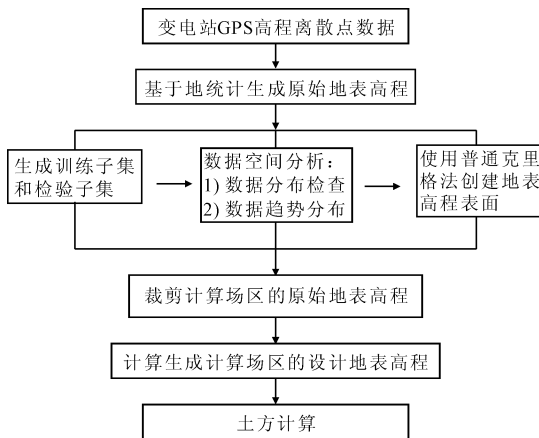 变电站GPS高程离散点数据
基于地统计生成原始地表高程
生成训练子集
和检验子集
数据空间分析：
1) 数据分布检查
2) 数据趋势分布
使用普通克里
格法创建地表
高程表面
裁剪计算场区的原始地表高程
计算生成计算场区的设计地表高程
土方计算